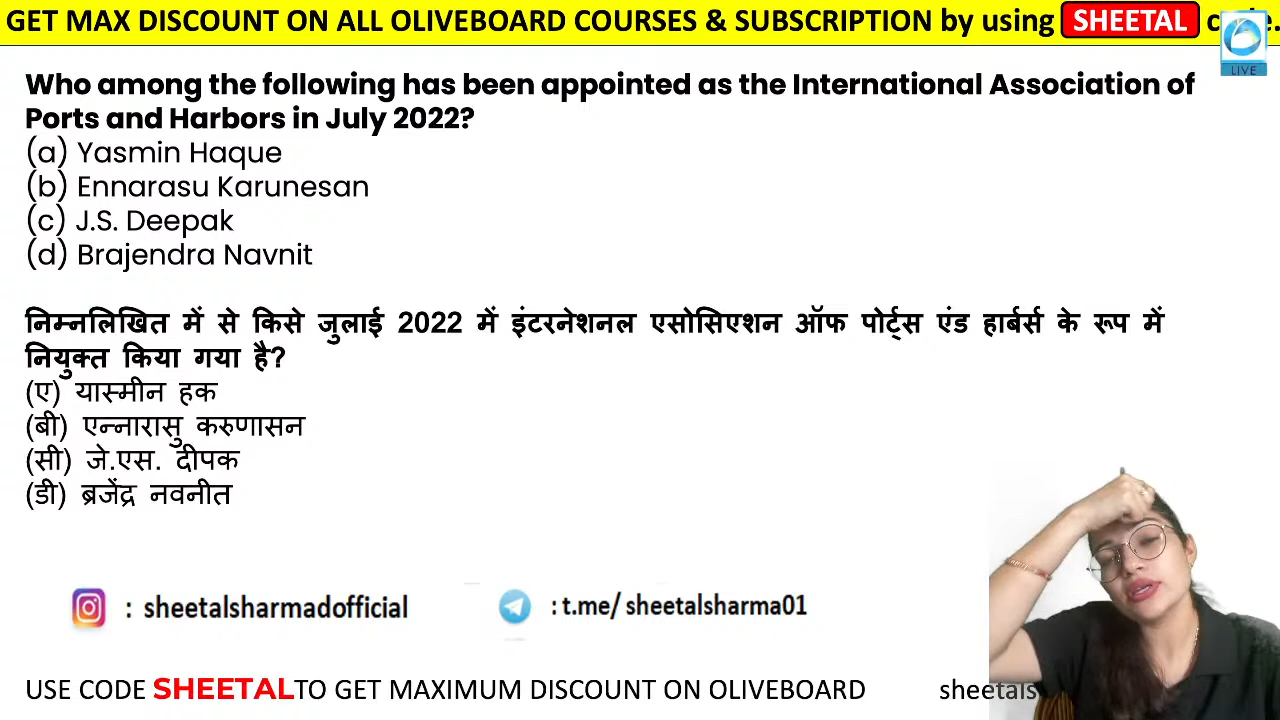 GET MAX DISCOUNT ON ALL OLIVEBOARD COURSES & SUBSCRIPTION by using SHEETAL
LIVE
Who among the following has been appointed as the International Association of
Ports and Harbors in July 2022?
(a) Yasmin Haque
(b) Ennarasu Karunesan
(c) J.S. Deepak
(d) Brajendra Navnit
निम्नलिखित में से किसे जुलाई 2022 में इंटरनेशनल एसोसिएशन ऑफ पोर्ट्स एंड हार्बर्स के रूप में
नियुक्त किया गया है?
(ए) यास्मीन हक
(बी) एन्नारासु करुणासन
(सी) जे.एस. दीपक
(डी) ब्रजेंद्र नवनीत
: sheetalsharmadofficial
: t.me/ sheetalsharma01
USE CODE SHEETALTO GET MAXIMUM DISCOUNT ON OLIVEBOARD